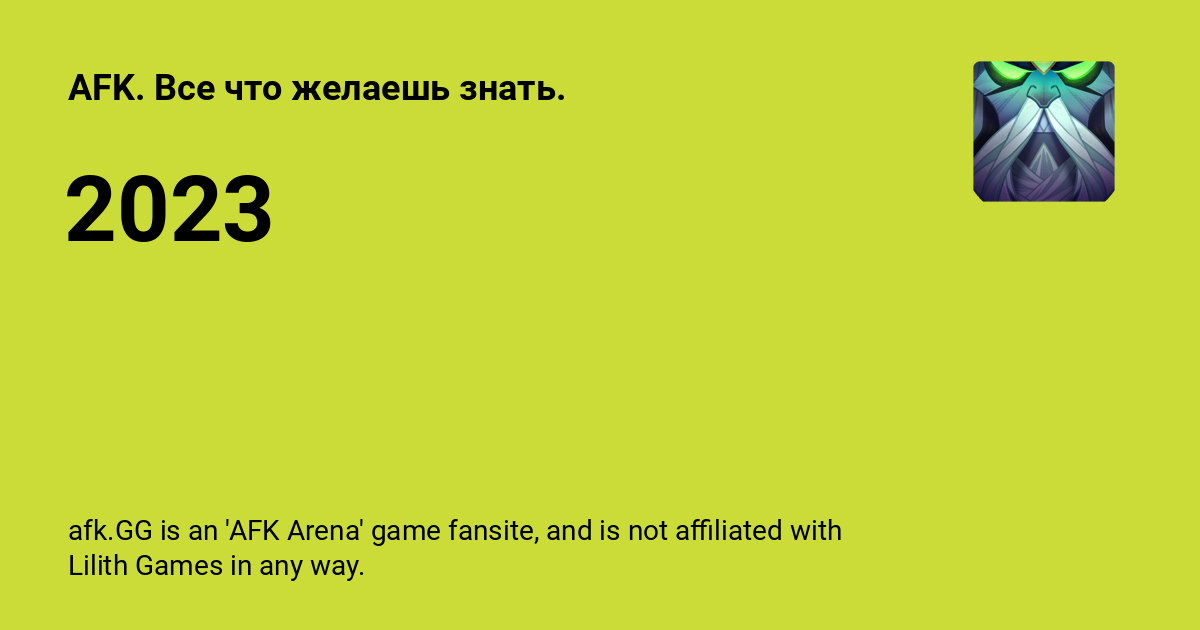 AFK. Все что желаешь знать.
2023
afk.GG is an 'AFK Arena' game fansite, and is not affiliated with
Lilith Games in any way.